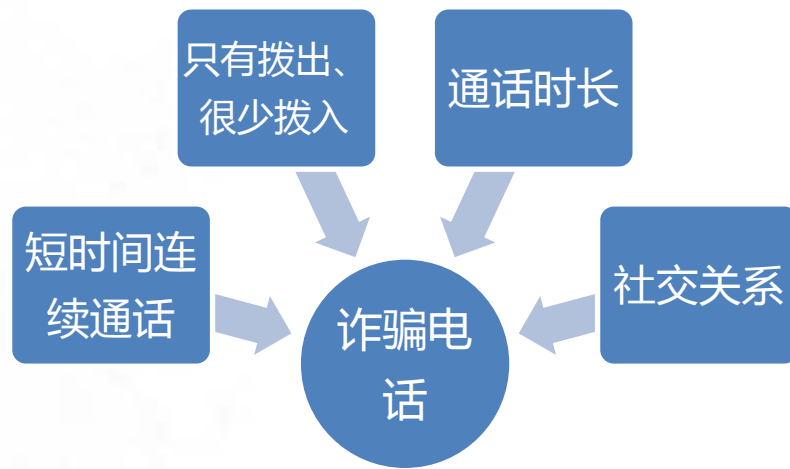 只有拨出、
很少拨入
通话时长
短时间连
续通话
社交关系
诈骗电
话